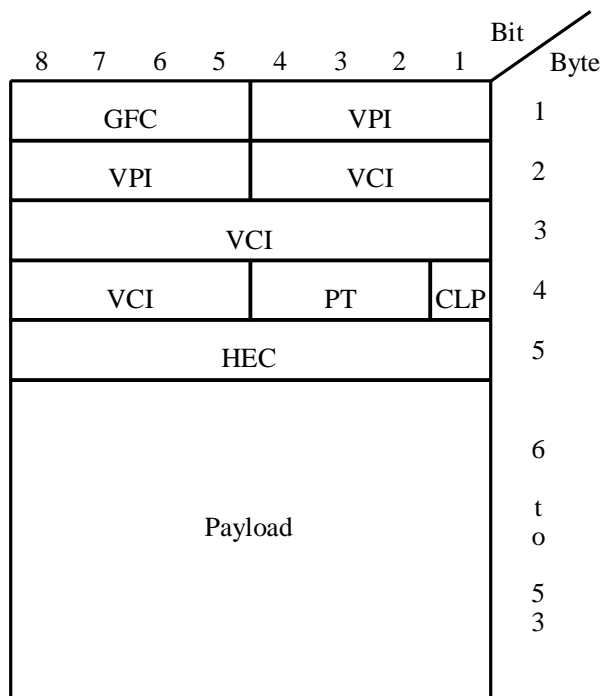 Bit
8 7 6 5 4 3 2 1 Byte
GFC VPI 1
VPI VCI 2
VCI 3
VCI PT CLP 4
HEC 5
6
t
Payload
o
5
3